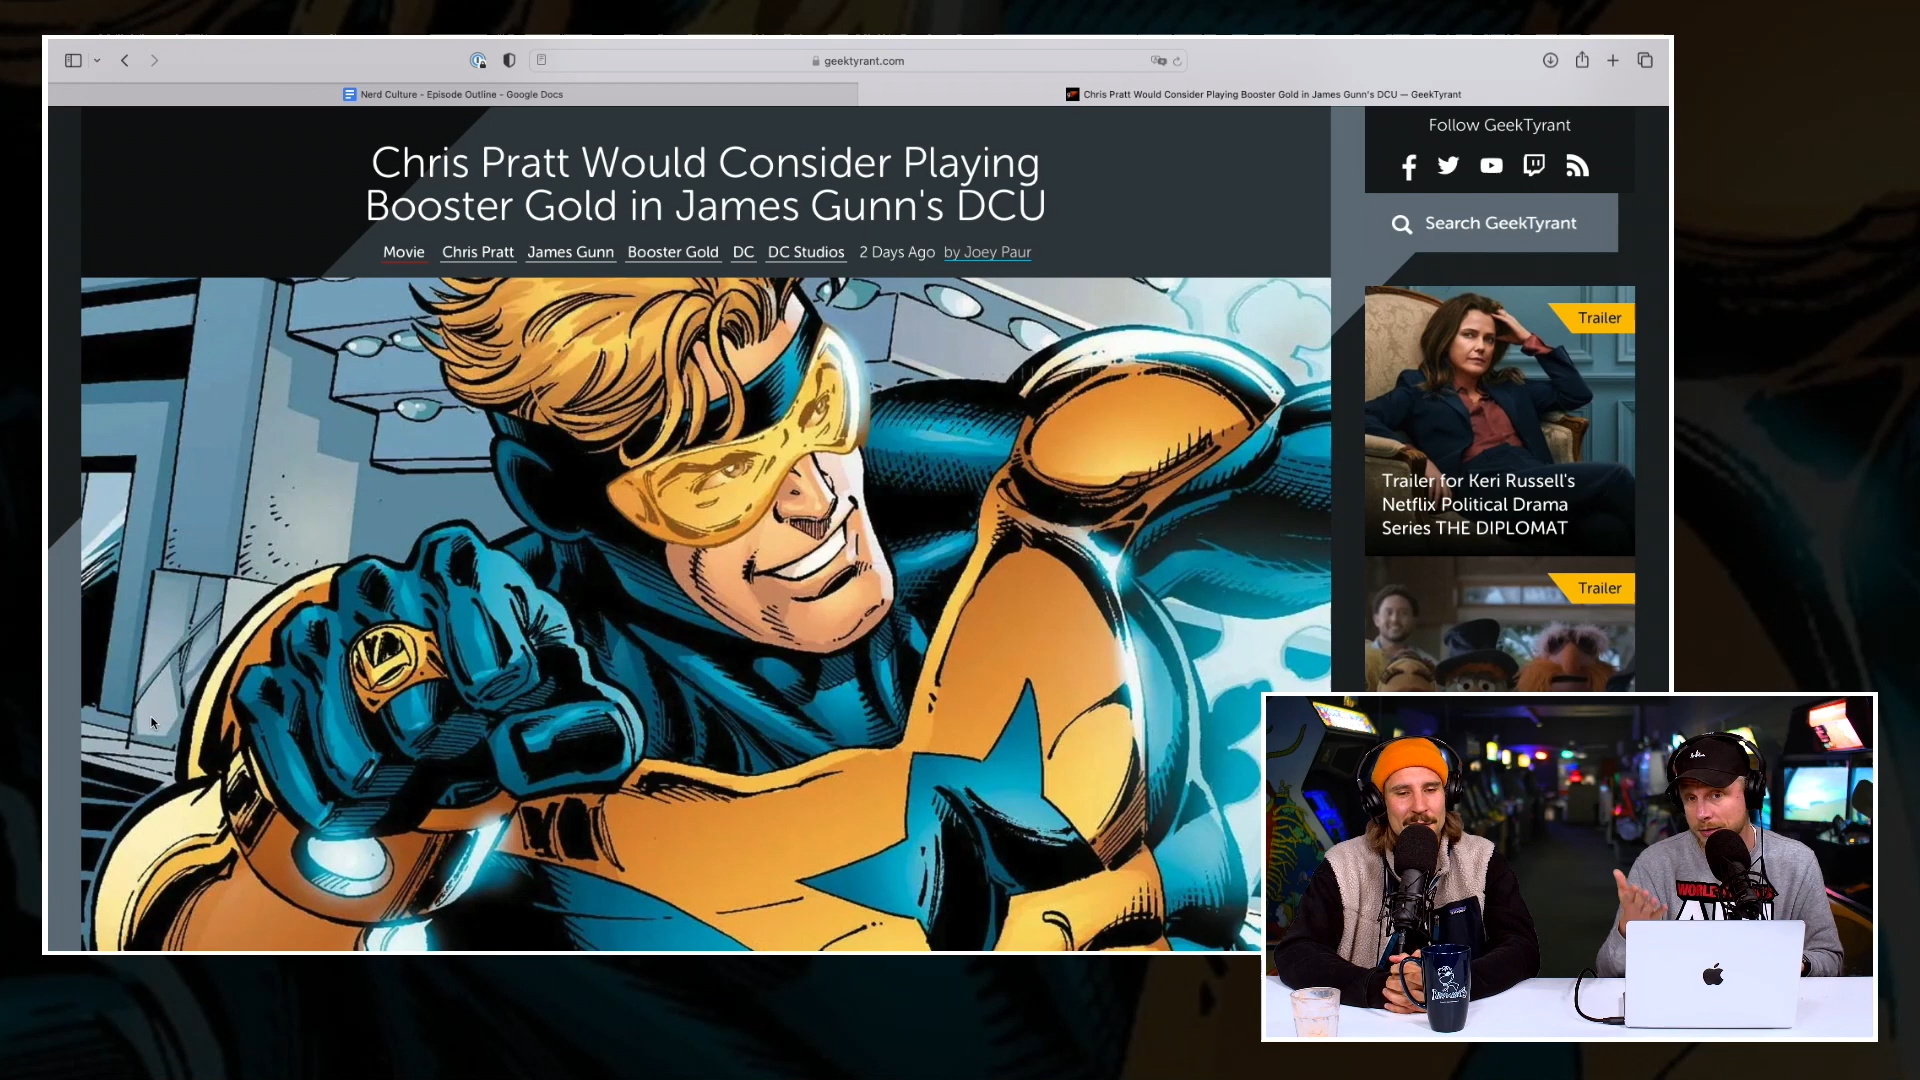 geektyrant.com
Nerd Culture - Episode Outline - Google Docs
Chris Pratt Would Consider Playing Booster Gold in James Gunn's DCU — GeekTyrant
Chris Pratt Would Consider Playing
Booster Gold in James Gunn's DCU
Movie Chris Pratt James Gunn Booster Gold DC DC Studios 2 Days Ago by Joey Paur
Follow GeekTyrant
Search GeekTyrant
Trailer
Trailer for Keri Russell's
Netflix Political Drama
Series THE DIPLOMAT
Trailer